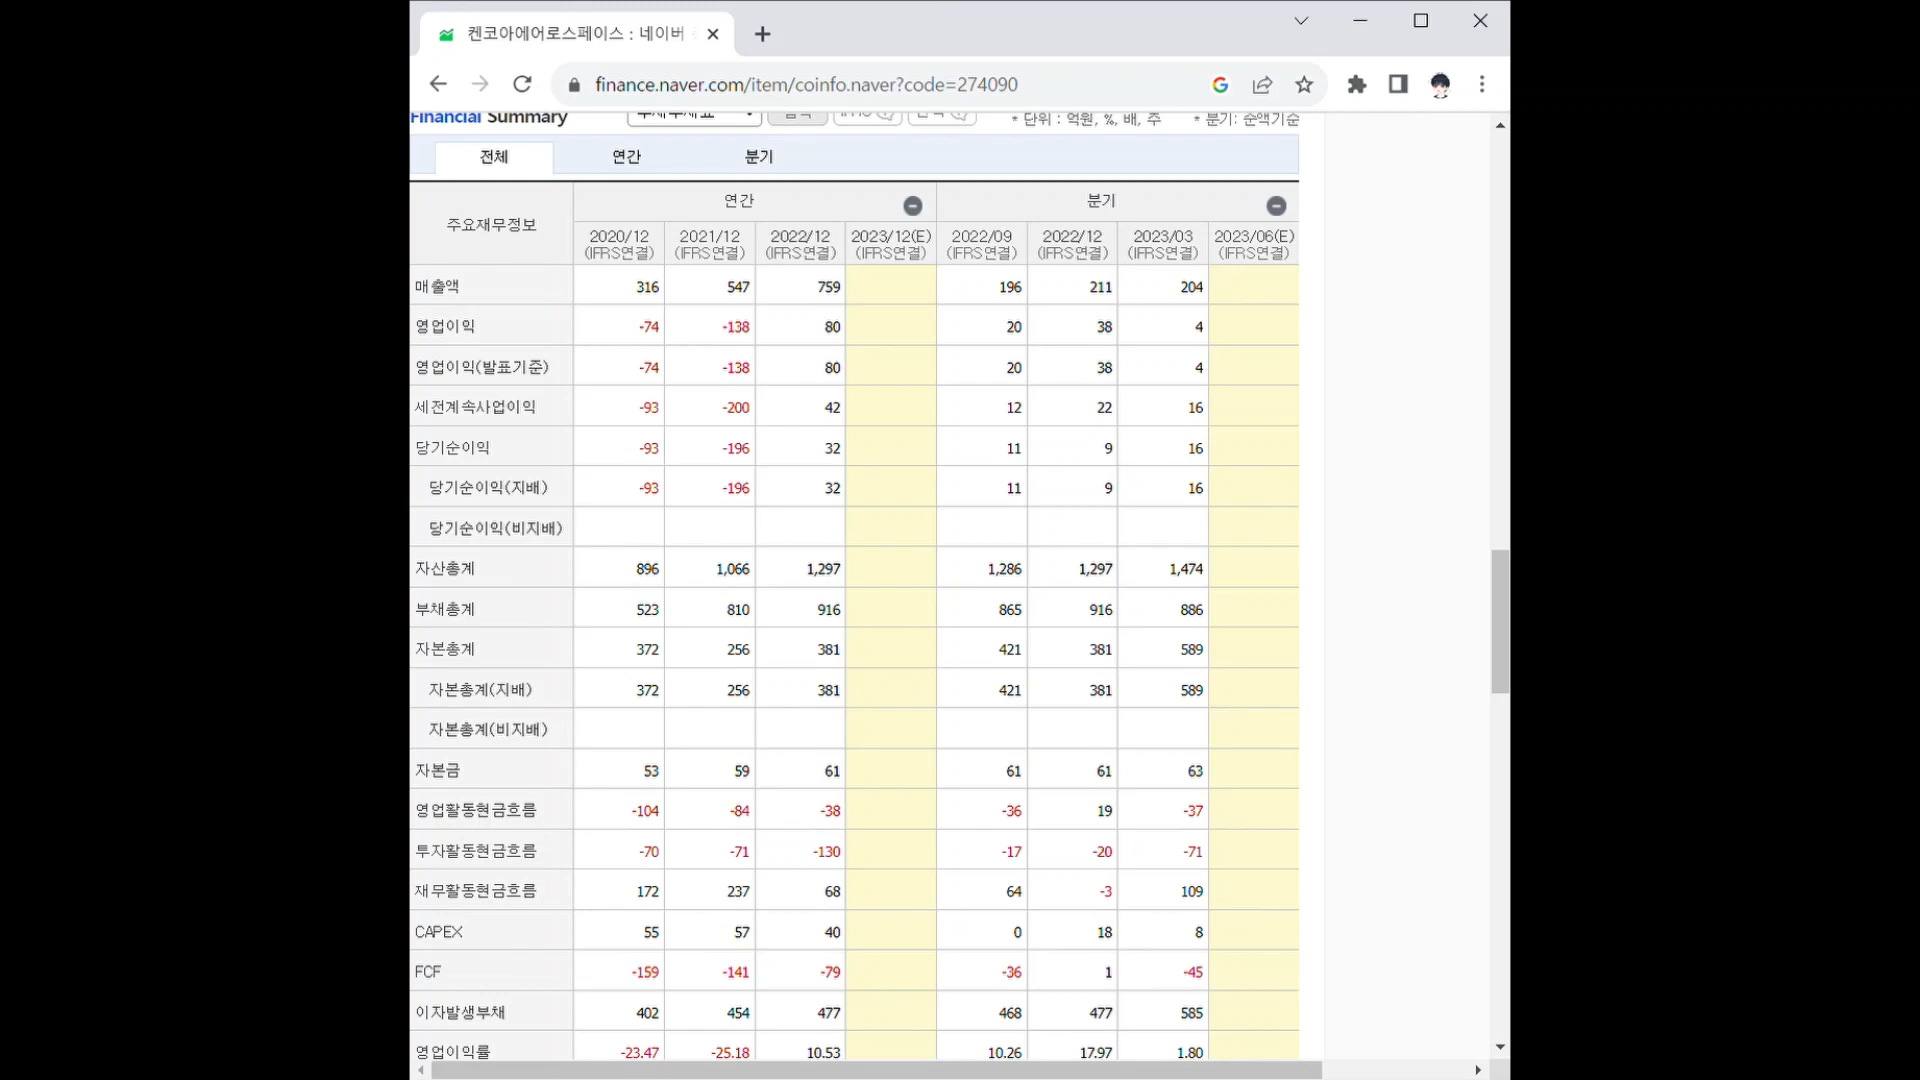 켄코아에어로스페이스 : 네이버
finance.naver.com/item/coinfo.naver?code=274090
Financial Summary
* 단위 : 억원, %, 배, 주 * 분기: 순액기준
전체 연간 분기
주요재무정보 연간 분기
2020/12 2021/12 2022/12 2023/12(E) 2022/09 2022/12 2023/03 2023/06(E)
(IFRS연결) (IFRS연결) (IFRS연결) (IFRS연결) (IFRS연결) (IFRS연결) (IFRS연결) (IFRS연결)
매출액 316 547 759 196 211 204
영업이익 -74 -138 80 20 38 4
영업이익(발표기준) -74 -138 80 20 38 4
세전계속사업이익 -93 -200 42 12 22 16
당기순이익 -93 -196 32 11 9 16
당기순이익(지배) -93 -196 32 11 9 16
당기순이익(비지배)
자산총계 896 1,066 1,297 1,286 1,297 1,474
부채총계 523 810 916 865 916 886
자본총계 372 256 381 421 381 589
자본총계(지배) 372 256 381 421 381 589
자본총계(비지배)
자본금 53 59 61 61 61 63
영업활동현금흐름 -104 -84 -38 -36 19 -37
투자활동현금흐름 -70 -71 -130 -17 -20 -71
재무활동현금흐름 172 237 68 64 -3 109
CAPEX 55 57 40 0 18 8
FCF -159 -141 -79 -36 1 -45
이자발생부채 402 454 477 468 477 585
영업이익률 -23.47 -25.18 10.53 10.26 17.97 1.80